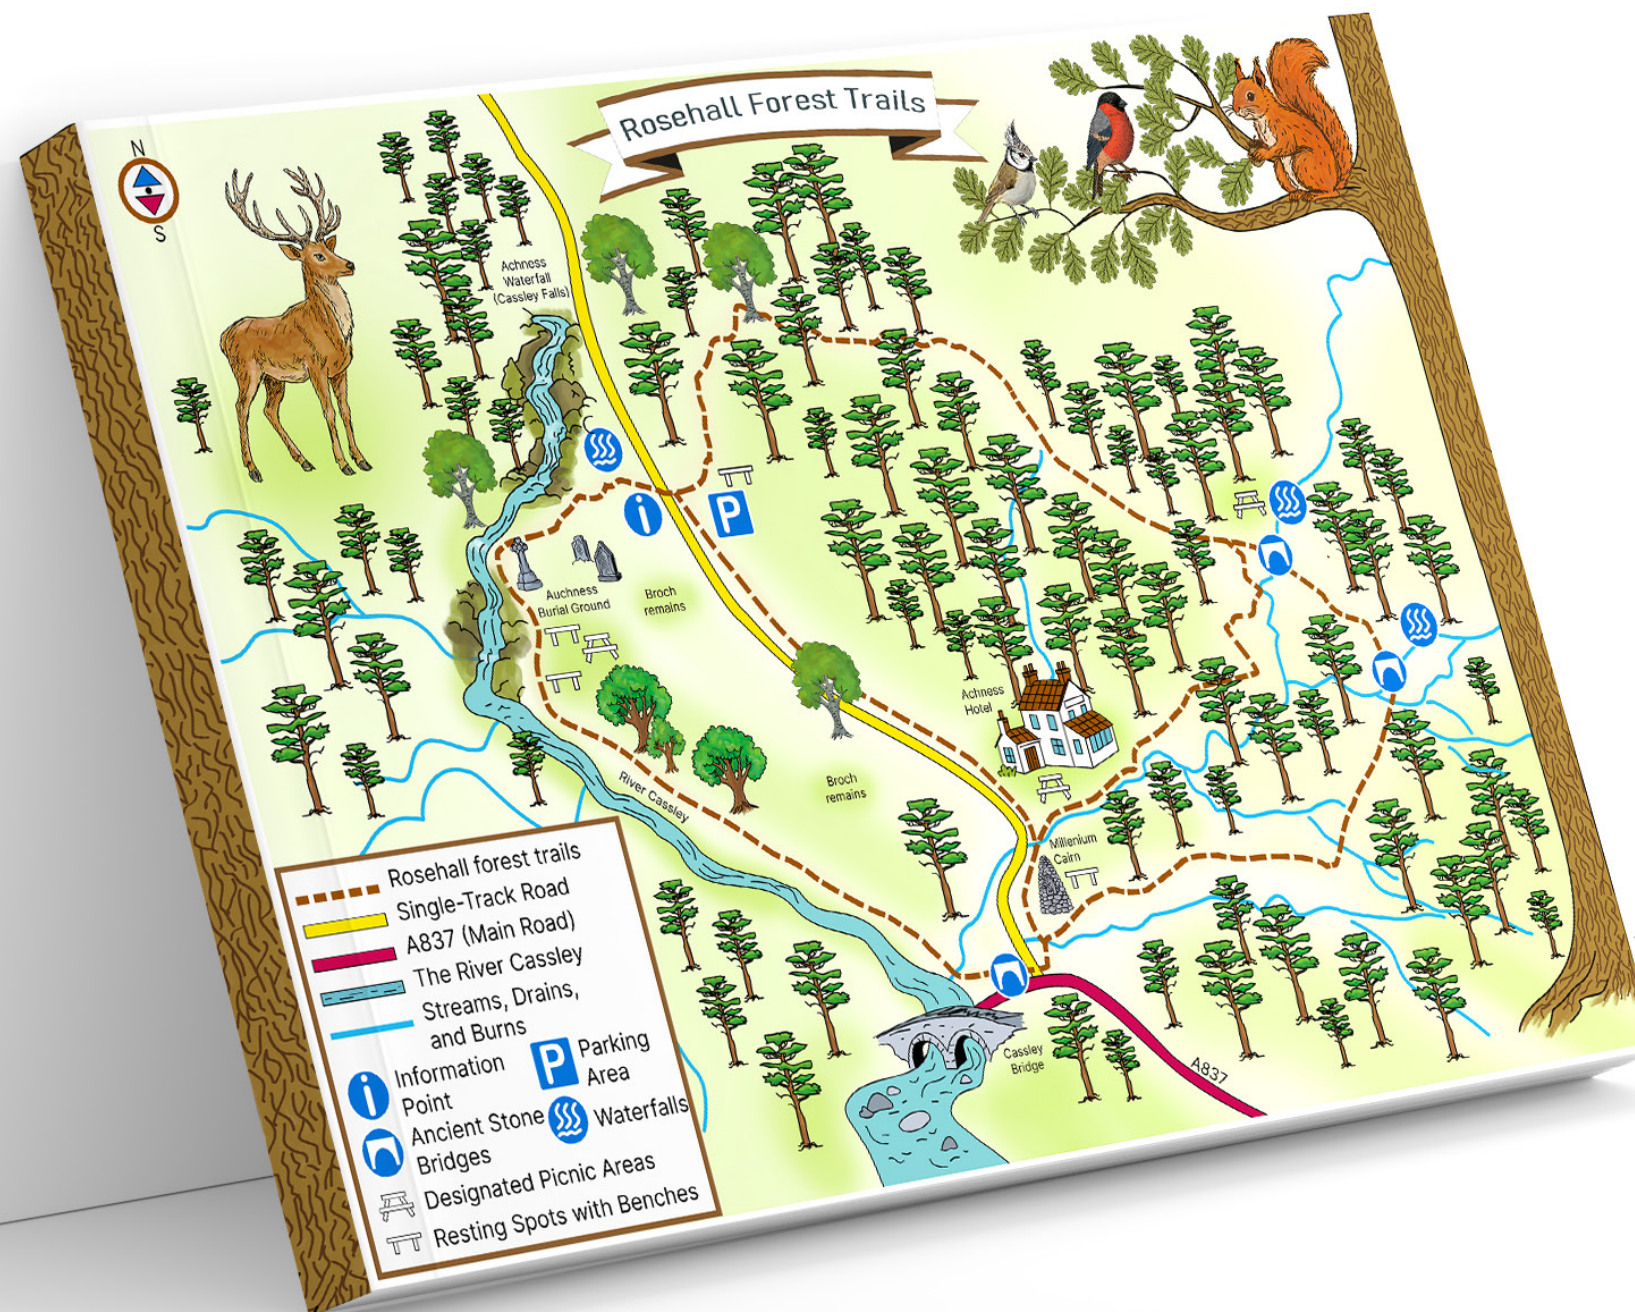 Rosehall Forest Trails
N
S
Achness
Waterfall
(Cassley Falls)
i
P
Auchness
Burial Ground
Broch
remains
Achness
Hotel
River Cassley
Broch
remains
Millenium
Cairn
Cassley
Bridge
A837
Rosehall forest trails
Single-Track Road
A837 (Main Road)
The River Cassley
Streams, Drains,
and Burns
i
Information
Point
P
Parking
Area
Ancient Stone
Bridges
Waterfalls
Designated Picnic Areas
Resting Spots with Benches